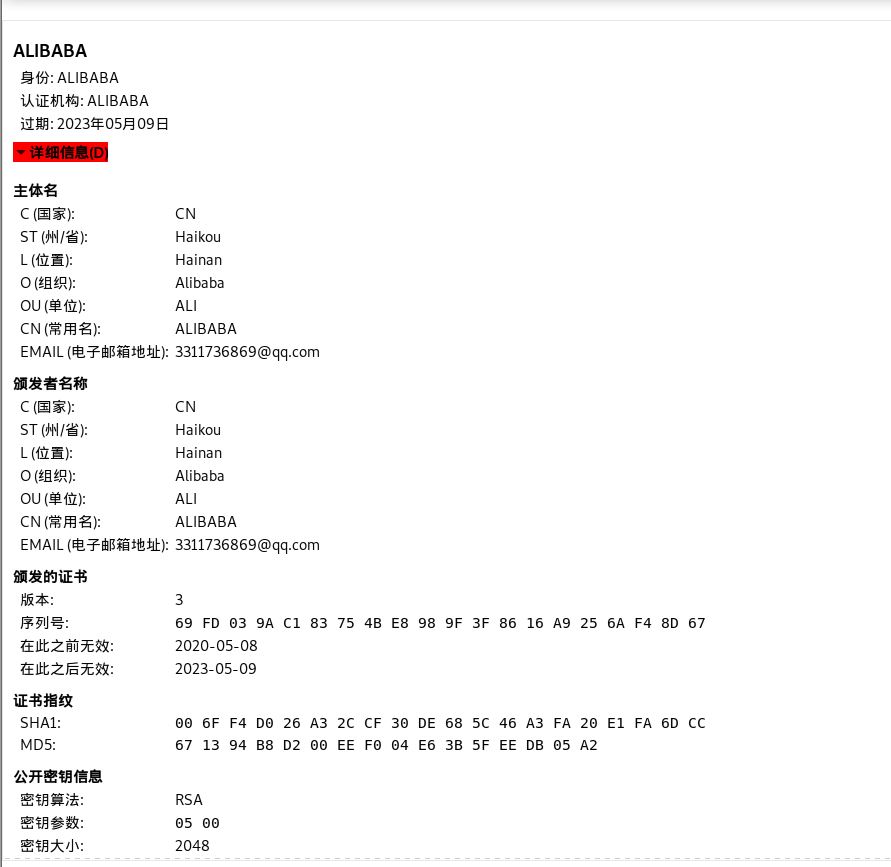 ALIBABA
身份: ALIBABA
认证机构: ALIBABA
过期: 2023年05月09日
详细信息(D)
主体名
C (国家): CN
ST (州/省): Haikou
L (位置): Hainan
O (组织): Alibaba
OU (单位): ALI
CN (常用名): ALIBABA
EMAIL (电子邮箱地址): 3311736869@qq.com
颁发者名称
C (国家): CN
ST (州/省): Haikou
L (位置): Hainan
O (组织): Alibaba
OU (单位): ALI
CN (常用名): ALIBABA
EMAIL (电子邮箱地址): 3311736869@qq.com
颁发的证书
版本: 3
序列号: 69 FD 03 9A C1 83 75 4B E8 98 9F 3F 86 16 A9 25 6A F4 8D 67
在此之前无效: 2020-05-08
在此之后无效: 2023-05-09
证书指纹
SHA1: 00 6F F4 D0 26 A3 2C CF 30 DE 68 5C 46 A3 FA 20 E1 FA 6D CC
MD5: 67 13 94 B8 D2 00 EE F0 04 E6 3B 5F EE DB 05 A2
公开密钥信息
密钥算法: RSA
密钥参数: 05 00
密钥大小: 2048